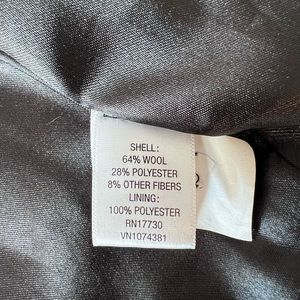 SHELL:
64% WOOL
28% POLYESTER
8% OTHER FIBERS
LINING:
100% POLYESTER
RN17730
VN1074381